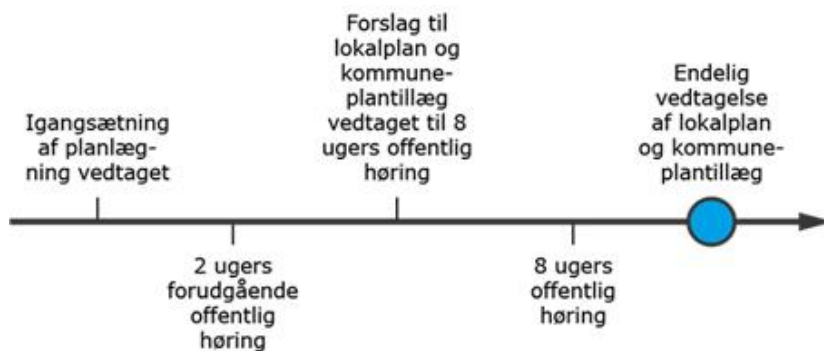 Igangsætning
af planlæg-
ning vedtaget
2 ugers
forudgående
offentlig
høring
Forslag til
lokalplan og
kommune-
plantillæg
vedtaget til 8
ugers offentlig
høring
8 ugers
offentlig
høring
Endelig
vedtagelse
af lokalplan
og kommune-
plantillæg